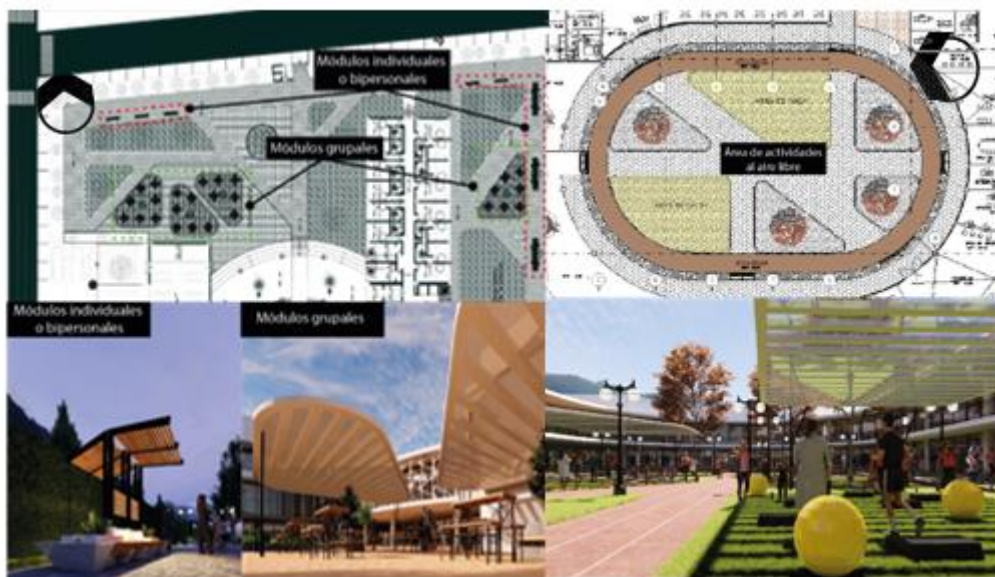 Módulos individuales
o bipersonales
Módulos grupales
Área de actividades
al aire libre
Módulos individuales
o bipersonales
Módulos grupales